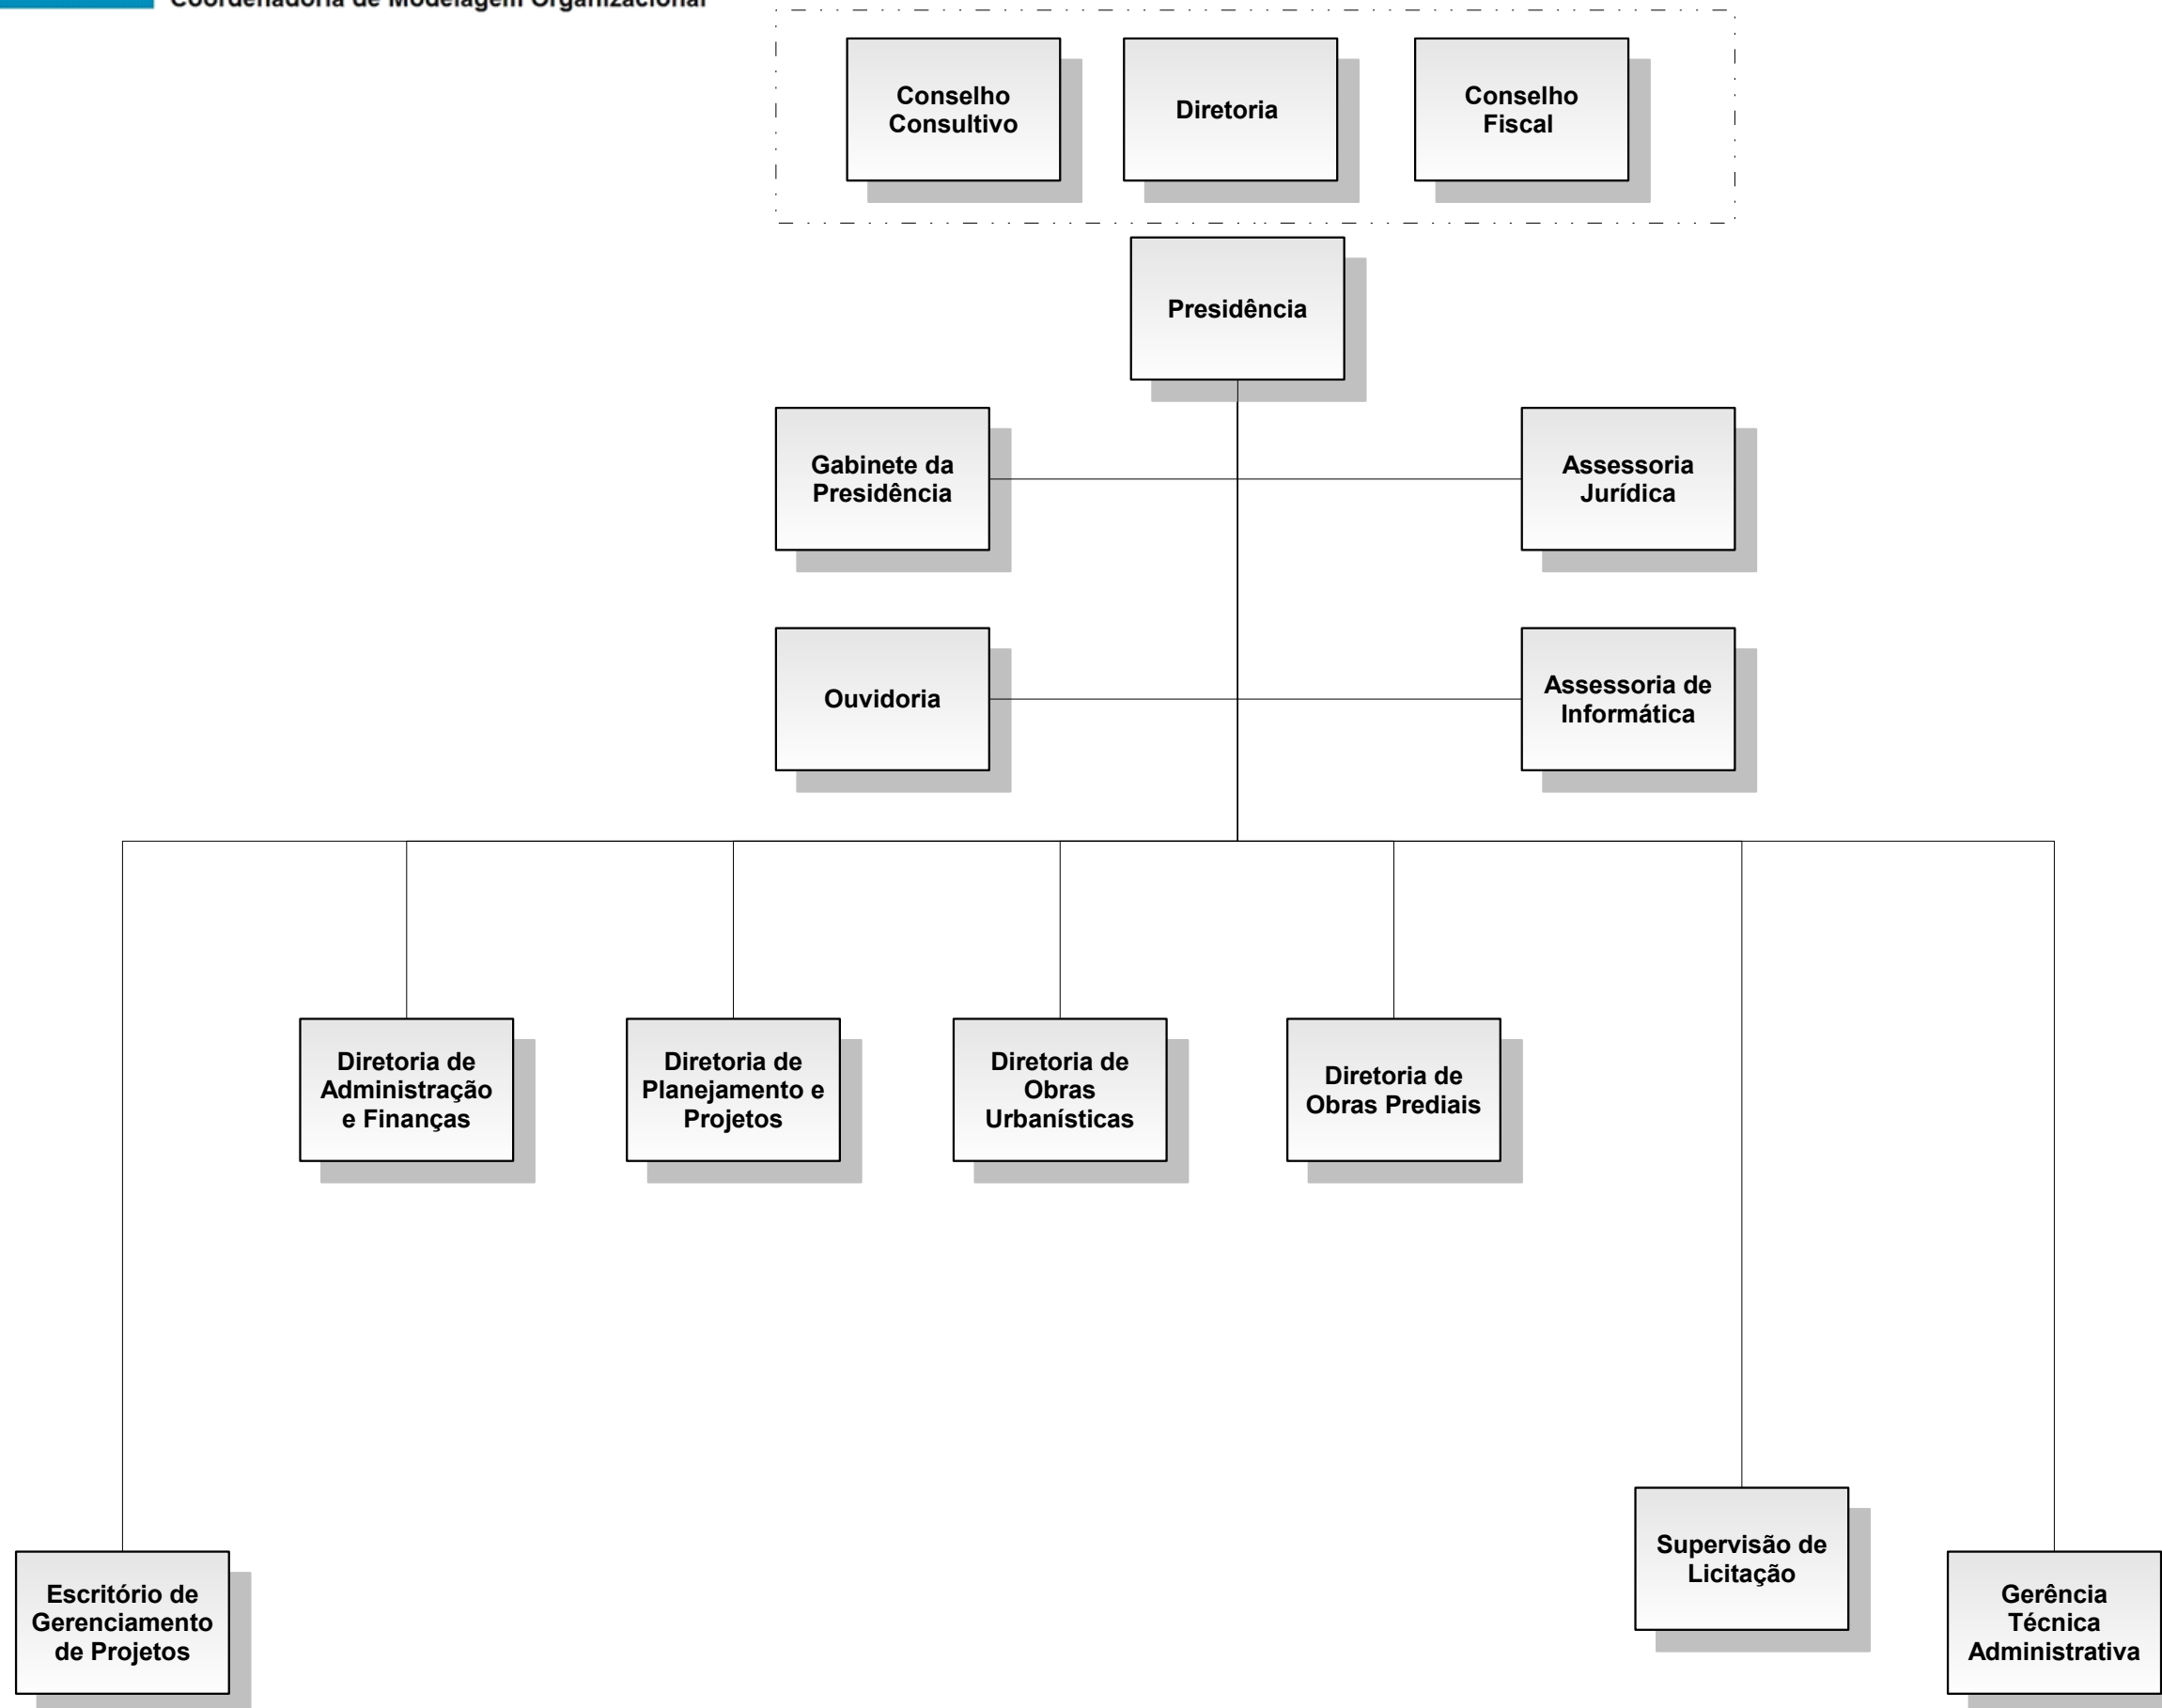 Coordenadoria de Modelagem Organizacional
Conselho
Consultivo
Diretoria
Conselho
Fiscal
Presidência
Gabinete da
Presidência
Assessoria
Jurídica
Ouvidoria
Assessoria de
Informática
Diretoria de
Administração
e Finanças
Diretoria de
Planejamento e
Projetos
Diretoria de
Obras
Urbanísticas
Diretoria de
Obras Prediais
Supervisão de
Licitação
Escritório de
Gerenciamento
de Projetos
Gerência
Técnica
Administrativa